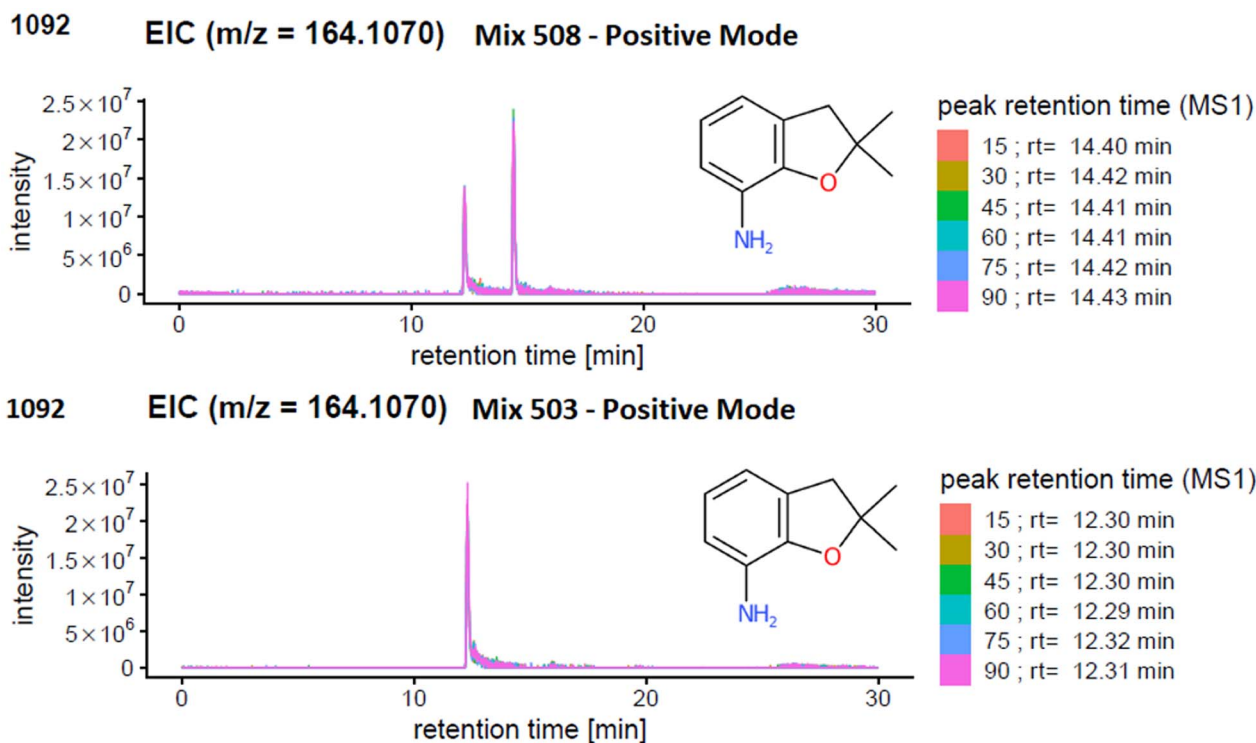 1092 EIC (m/z = 164.1070) Mix 508 - Positive Mode
2.5×10⁷
2×10⁷
1.5×10⁷
1×10⁷
5×10⁶
0
intensity
0 10 20 30
retention time [min]
O
NH₂
peak retention time (MS1)
15 ; rt= 14.40 min
30 ; rt= 14.42 min
45 ; rt= 14.41 min
60 ; rt= 14.41 min
75 ; rt= 14.42 min
90 ; rt= 14.43 min
1092 EIC (m/z = 164.1070) Mix 503 - Positive Mode
2.5×10⁷
2×10⁷
1.5×10⁷
1×10⁷
5×10⁶
0
intensity
0 10 20 30
retention time [min]
O
NH₂
peak retention time (MS1)
15 ; rt= 12.30 min
30 ; rt= 12.30 min
45 ; rt= 12.30 min
60 ; rt= 12.29 min
75 ; rt= 12.32 min
90 ; rt= 12.31 min